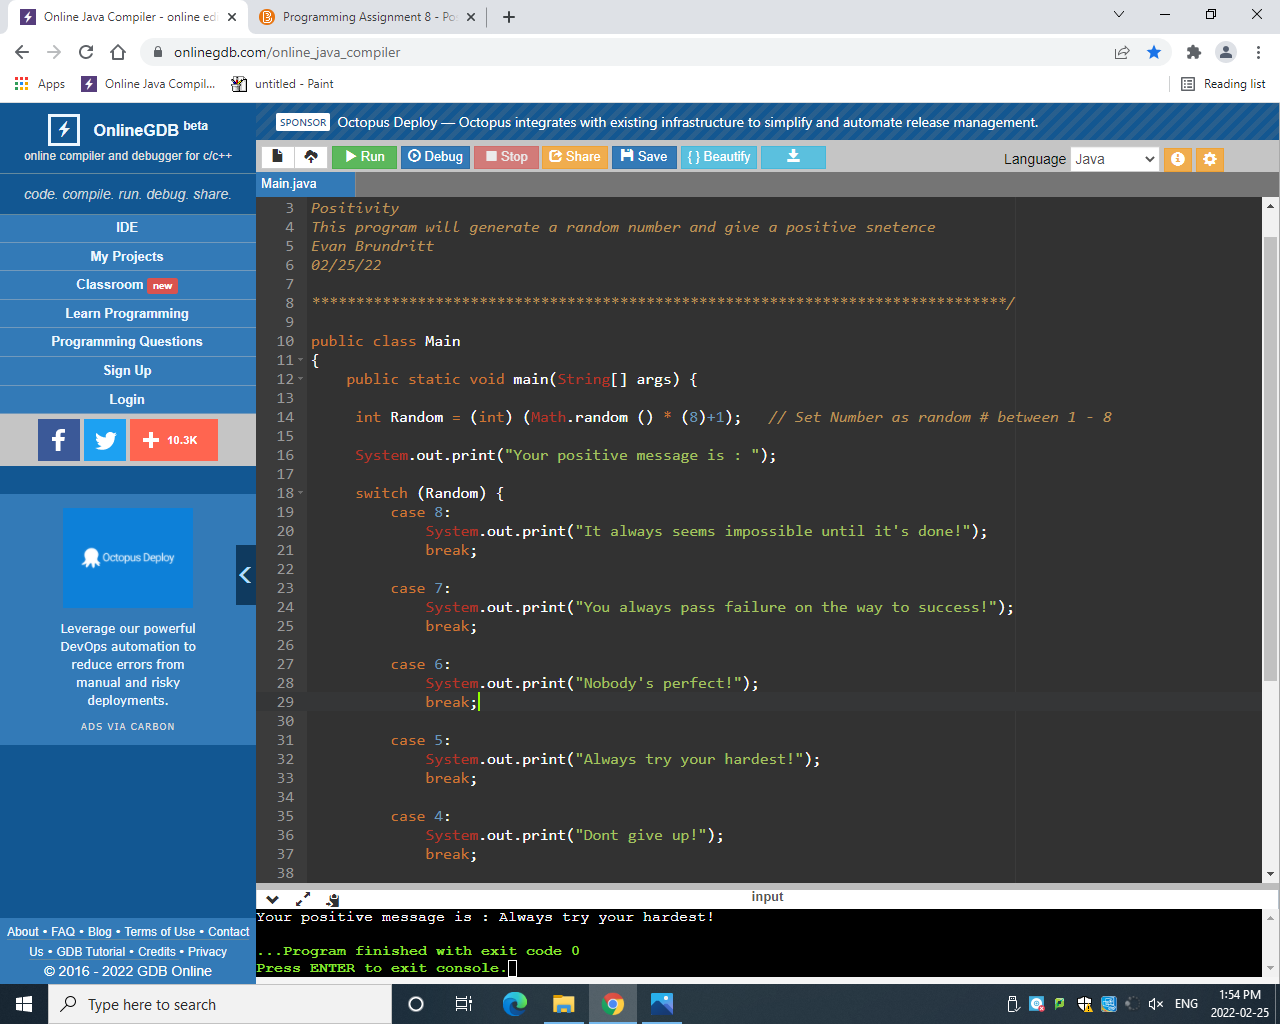 Online Java Compiler - online ed
Programming Assignment 8 - Po
onlinegdb.com/online_java_compiler
Apps
Online Java Compil...
untitled - Paint
Reading list
OnlineGDB beta
online compiler and debugger for c/c++
code. compile. run. debug. share.
IDE
My Projects
Classroom new
Learn Programming
Programming Questions
Sign Up
Login
10.3K
Octopus Deploy
Leverage our powerful
DevOps automation to
reduce errors from
manual and risky
deployments.
ADS VIA CARBON
About • FAQ • Blog • Terms of Use • Contact
Us • GDB Tutorial • Credits • Privacy
© 2016 - 2022 GDB Online
SPONSOR Octopus Deploy — Octopus integrates with existing infrastructure to simplify and automate release management.
Run Debug Stop Share Save { } Beautify
Language Java
Main.java
3 Positivity
4 This program will generate a random number and give a positive snetence
5 Evan Brundritt
6 02/25/22
7
8 *******************************************************************************/
9
10 public class Main
11 {
12 public static void main(String[] args) {
13
14 int Random = (int) (Math.random () * (8)+1); // Set Number as random # between 1 - 8
15
16 System.out.print("Your positive message is : ");
17
18 switch (Random) {
19 case 8:
20 System.out.print("It always seems impossible until it's done!");
21 break;
22
23 case 7:
24 System.out.print("You always pass failure on the way to success!");
25 break;
26
27 case 6:
28 System.out.print("Nobody's perfect!");
29 break;
30
31 case 5:
32 System.out.print("Always try your hardest!");
33 break;
34
35 case 4:
36 System.out.print("Dont give up!");
37 break;
38
input
Your positive message is : Always try your hardest!
...Program finished with exit code 0
Press ENTER to exit console.
Type here to search
ENG
1:54 PM
2022-02-25